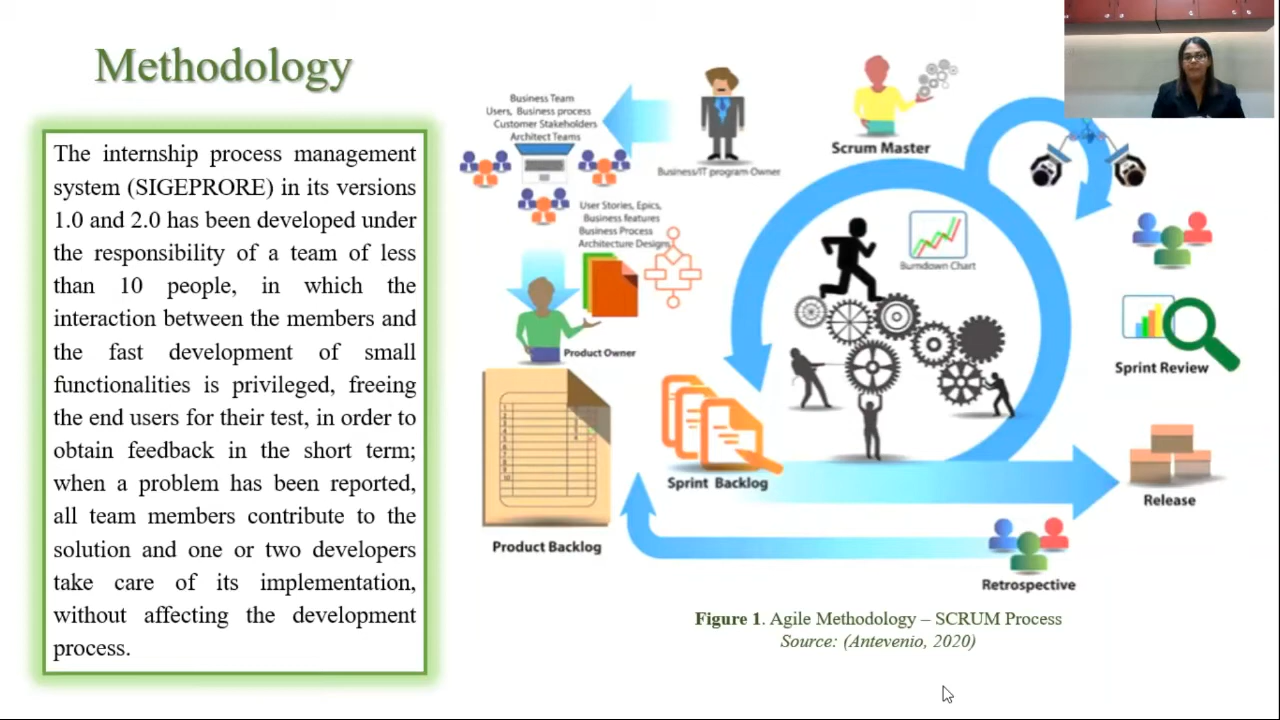 Methodology
The internship process management
system (SIGEPRORE) in its versions
1.0 and 2.0 has been developed under
the responsibility of a team of less
than 10 people, in which the
interaction between the members and
the fast development of small
functionalities is privileged, freeing
the end users for their test, in order to
obtain feedback in the short term;
when a problem has been reported,
all team members contribute to the
solution and one or two developers
take care of its implementation,
without affecting the development
process.
Business Team
Users, Business process
Customer Stakeholders
Architect Teams
Business/IT program Owner
Scrum Master
User Stories, Epics,
Business features
Business Process
Architecture Designs
Burndown Chart
Product Owner
Sprint Review
Sprint Backlog
Release
Product Backlog
Retrospective
Figure 1. Agile Methodology – SCRUM Process
Source: (Antevenio, 2020)